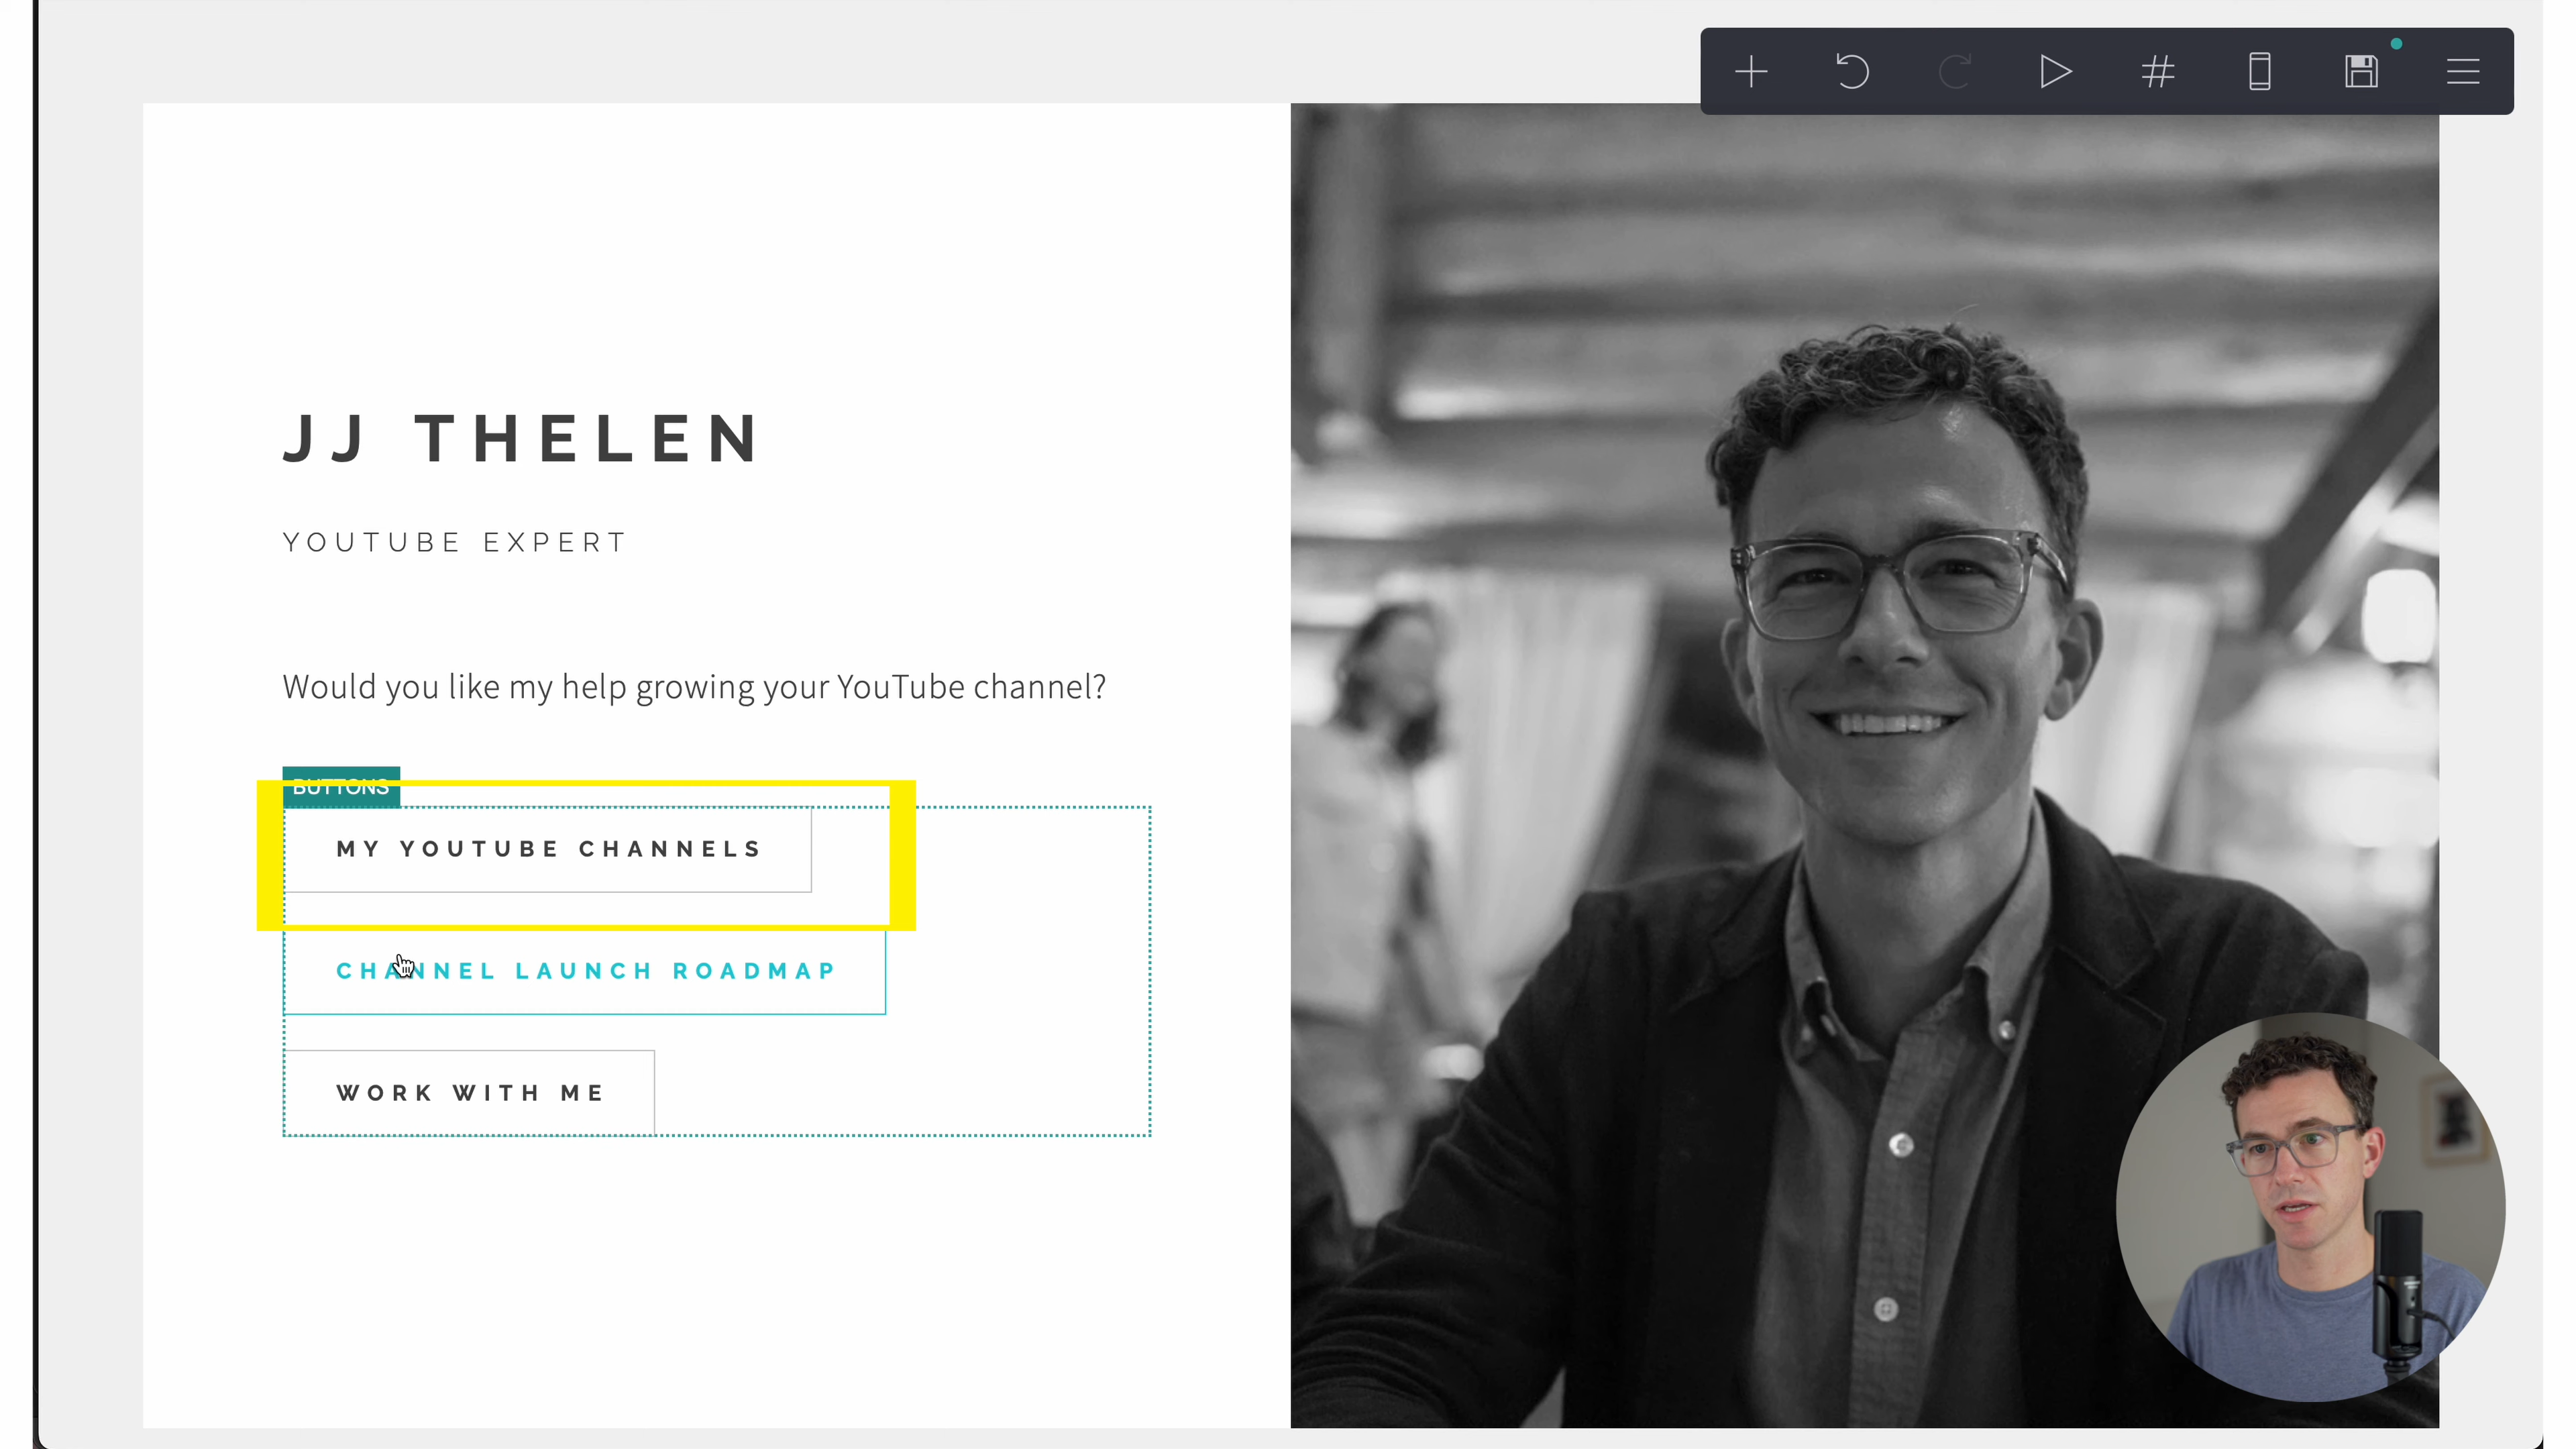 JJ THELEN
YOUTUBE EXPERT
Would you like my help growing your YouTube channel?
BUTTONS
MY YOUTUBE CHANNELS
CHANNEL LAUNCH ROADMAP
WORK WITH ME